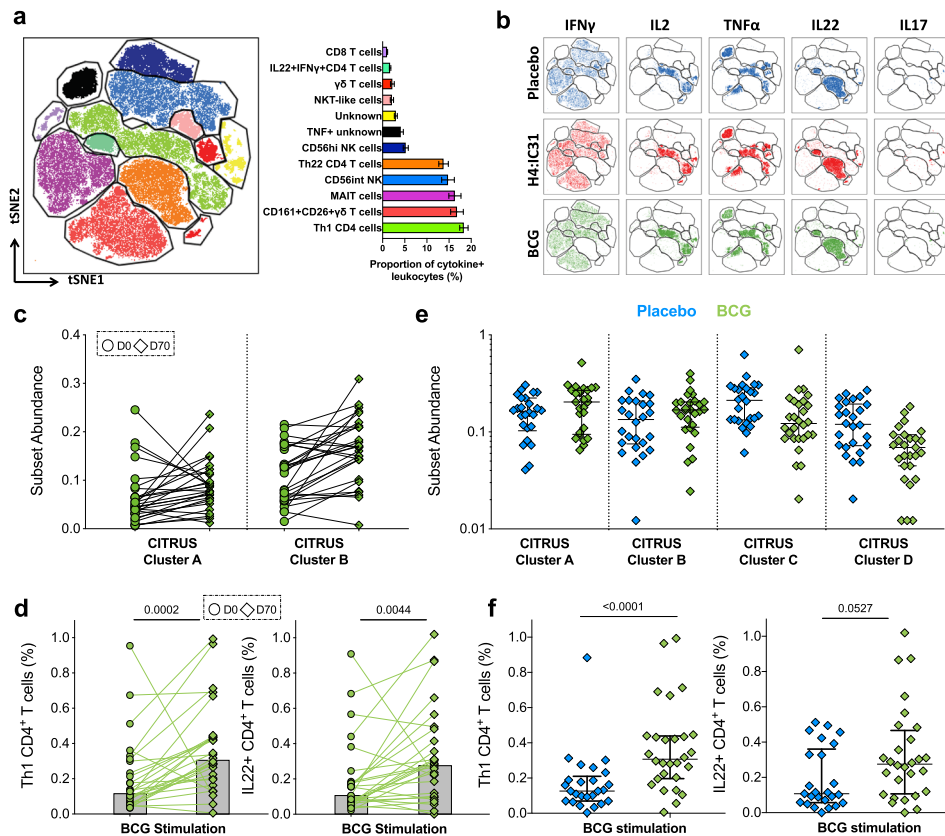 a
tSNE2
tSNE1
CD8 T cells
IL22+IFNγ+CD4 T cells
γδ T cells
NKT-like cells
Unknown
TNF+ unknown
CD56hi NK cells
Th22 CD4 T cells
CD56int NK
MAIT cells
CD161+CD26+γδ T cells
Th1 CD4 cells
0 5 10 15 20
Proportion of cytokine+
leukocytes (%)
b
IFNγ IL2 TNFα IL22 IL17
Placebo
H4:IC31
BCG
c
D0 D70
Subset Abundance
0.4
0.3
0.2
0.1
0.0
CITRUS CITRUS
Cluster A Cluster B
e
Placebo BCG
Subset Abundance
1
0.1
0.01
CITRUS CITRUS CITRUS CITRUS
Cluster A Cluster B Cluster C Cluster D
d
0.0002
D0 D70
0.0044
Th1 CD4+ T cells (%)
1.0
0.8
0.6
0.4
0.2
0.0
BCG Stimulation
IL22+ CD4+ T cells (%)
1.0
0.8
0.6
0.4
0.2
0.0
BCG Stimulation
f
<0.0001
Th1 CD4+ T cells (%)
1.0
0.8
0.6
0.4
0.2
0.0
BCG stimulation
0.0527
IL22+ CD4+ T cells (%)
1.0
0.8
0.6
0.4
0.2
0.0
BCG stimulation